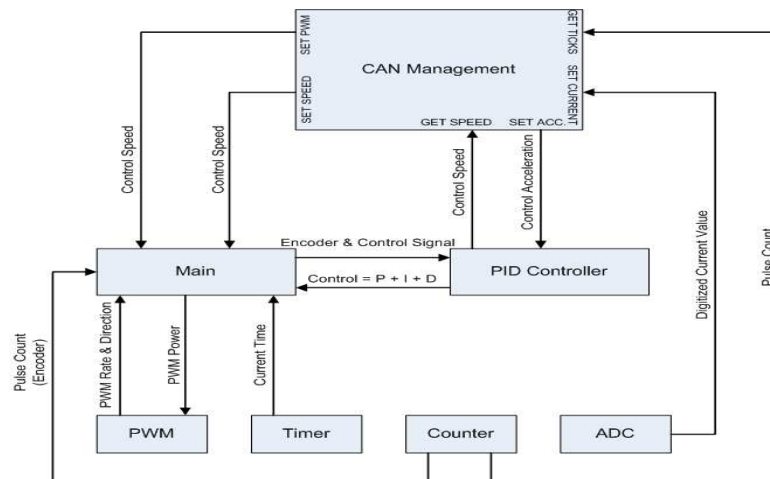 SET PWM
GET TICKS
CAN Management
SET SPEED
SET CURRENT
GET SPEED
SET ACC.
Control Speed
Control Speed
Control Speed
Control Acceleration
Digitized Current Value
Pulse Count
Encoder & Control Signal
Main
PID Controller
Control = P + I + D
Pulse Count
(Encoder)
PWM Rate & Direction
PWM Power
Current Time
PWM
Timer
Counter
ADC